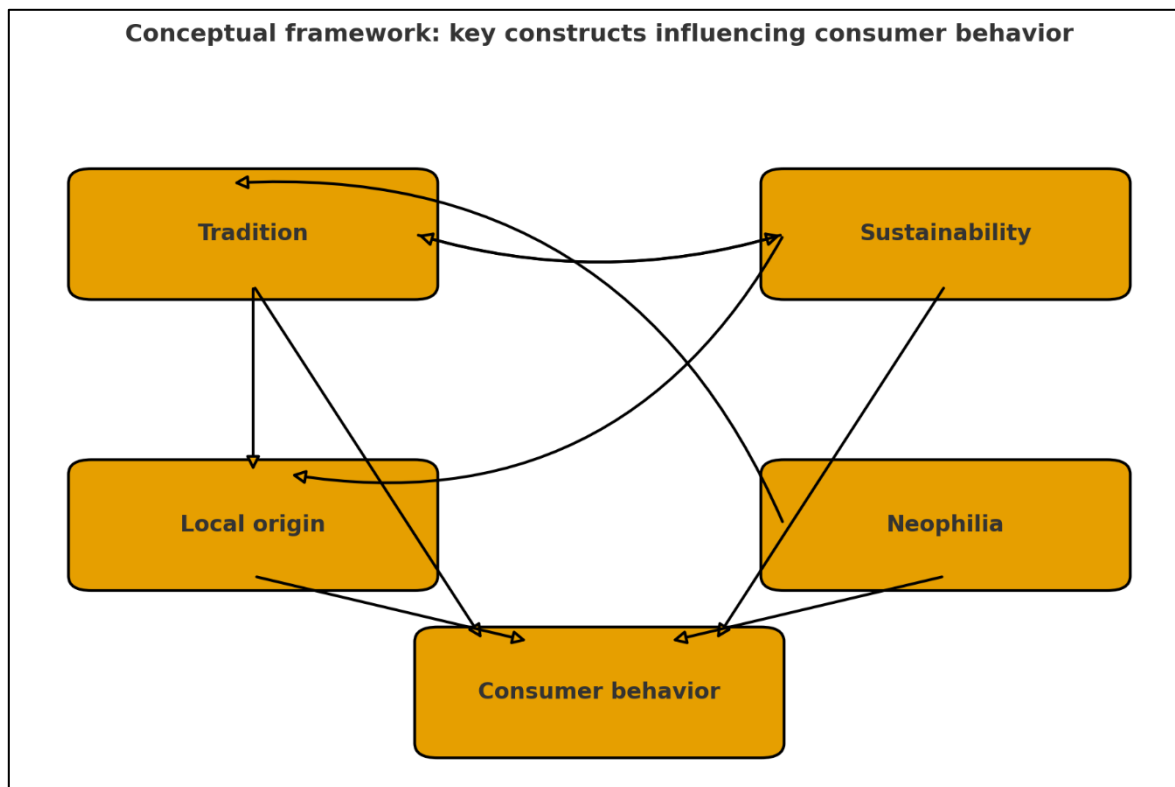 Conceptual framework: key constructs influencing consumer behavior
Tradition
Sustainability
Local origin
Neophilia
Consumer behavior